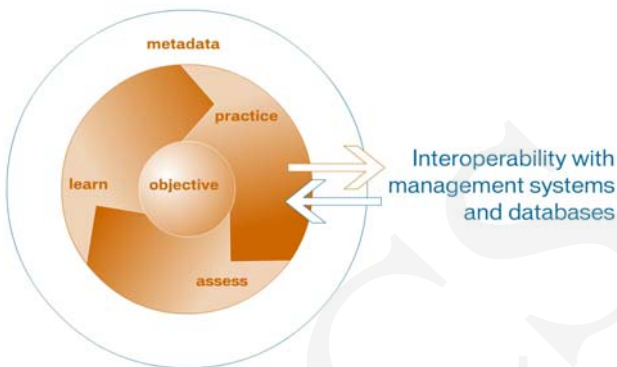 metadata
practice
learn
objective
assess
Interoperability with
management systems
and databases